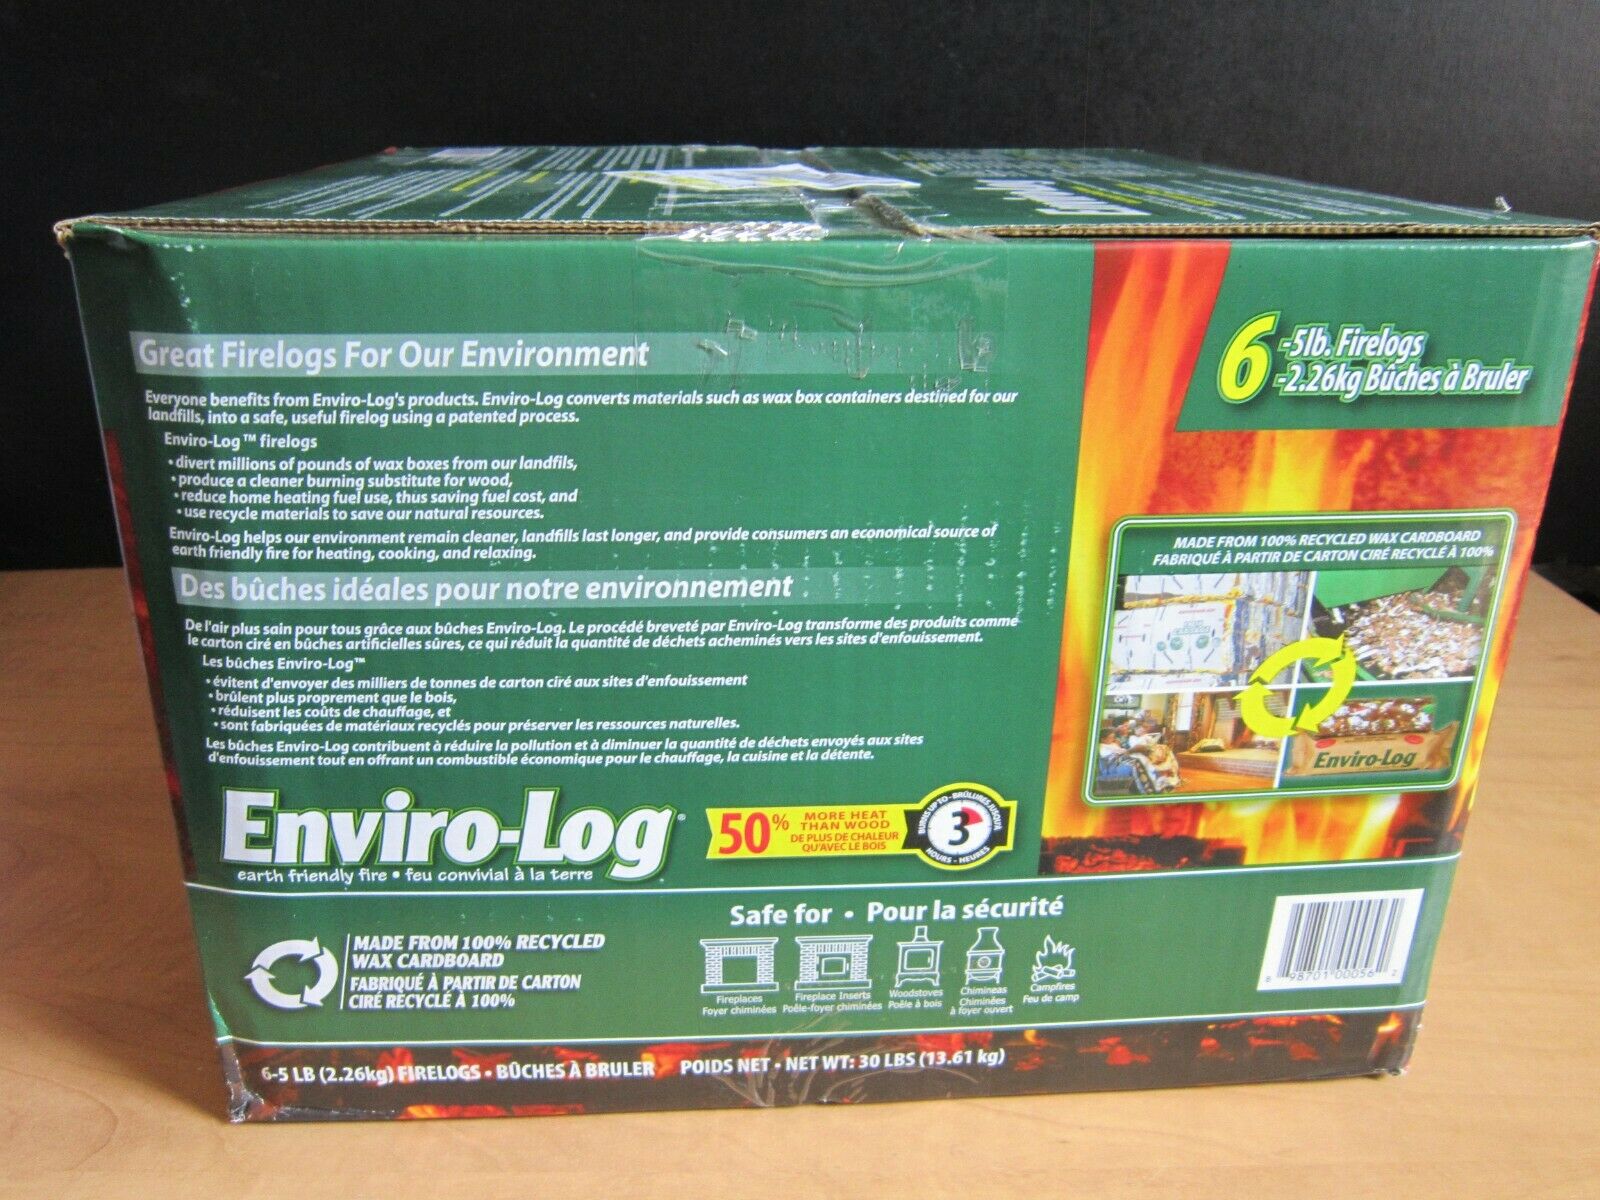 Great Firelogs For Our Environment
Everyone benefits from Enviro-Log's products. Enviro-Log converts materials such as wax box containers destined for our
landfills, into a safe, useful firelog using a patented process.
Enviro-Log™ firelogs
• divert millions of pounds of wax boxes from our landfils,
• produce a cleaner burning substitute for wood,
• reduce home heating fuel use, thus saving fuel cost, and
• use recycle materials to save our natural resources.
Enviro-Log helps our environment remain cleaner, landfills last longer, and provide consumers an economical source of
earth friendly fire for heating, cooking, and relaxing.
Des bûches idéales pour notre environnement
De l'air plus sain pour tous grâce aux bûches Enviro-Log. Le procédé breveté par Enviro-Log transforme des produits comme
le carton ciré en bûches artificielles sûres, ce qui réduit la quantité de déchets acheminés vers les sites d'enfouissement.
Les bûches Enviro-Log™
• évitent d'envoyer des milliers de tonnes de carton ciré aux sites d'enfouissement
• brûlent plus proprement que le bois,
• réduisent les coûts de chauffage, et
• sont fabriquées de matériaux recyclés pour préserver les ressources naturelles.
Les bûches Enviro-Log contribuent à réduire la pollution et à diminuer la quantité de déchets envoyés aux sites
d'enfouissement tout en offrant un combustible économique pour le chauffage, la cuisine et la détente.
6 -5lb. Firelogs
-2.26kg Bûches à Bruler
MADE FROM 100% RECYCLED WAX CARDBOARD
FABRIQUÉ À PARTIR DE CARTON CIRÉ RECYCLÉ À 100%
Enviro-Log
Enviro-Log®
earth friendly fire • feu convivial à la terre
50% MORE HEAT
THAN WOOD
DE PLUS DE CHALEUR
QU'AVEC LE BOIS
BURNS UP TO - BRÛLURES JUSQU'À
3
HOURS - HEURES
Safe for • Pour la sécurité
MADE FROM 100% RECYCLED
WAX CARDBOARD
FABRIQUÉ À PARTIR DE CARTON
CIRÉ RECYCLÉ À 100%
Fireplaces
Foyer chiminées
Fireplace Inserts
Poêle-foyer chiminées
Woodstoves
Poêle à bois
Chimineas
Chiminées
à foyer ouvert
Campfires
Feu de camp
8 98701 00056 2
6-5 LB (2.26kg) FIRELOGS • BÛCHES À BRULER POIDS NET • NET WT: 30 LBS (13.61 kg)